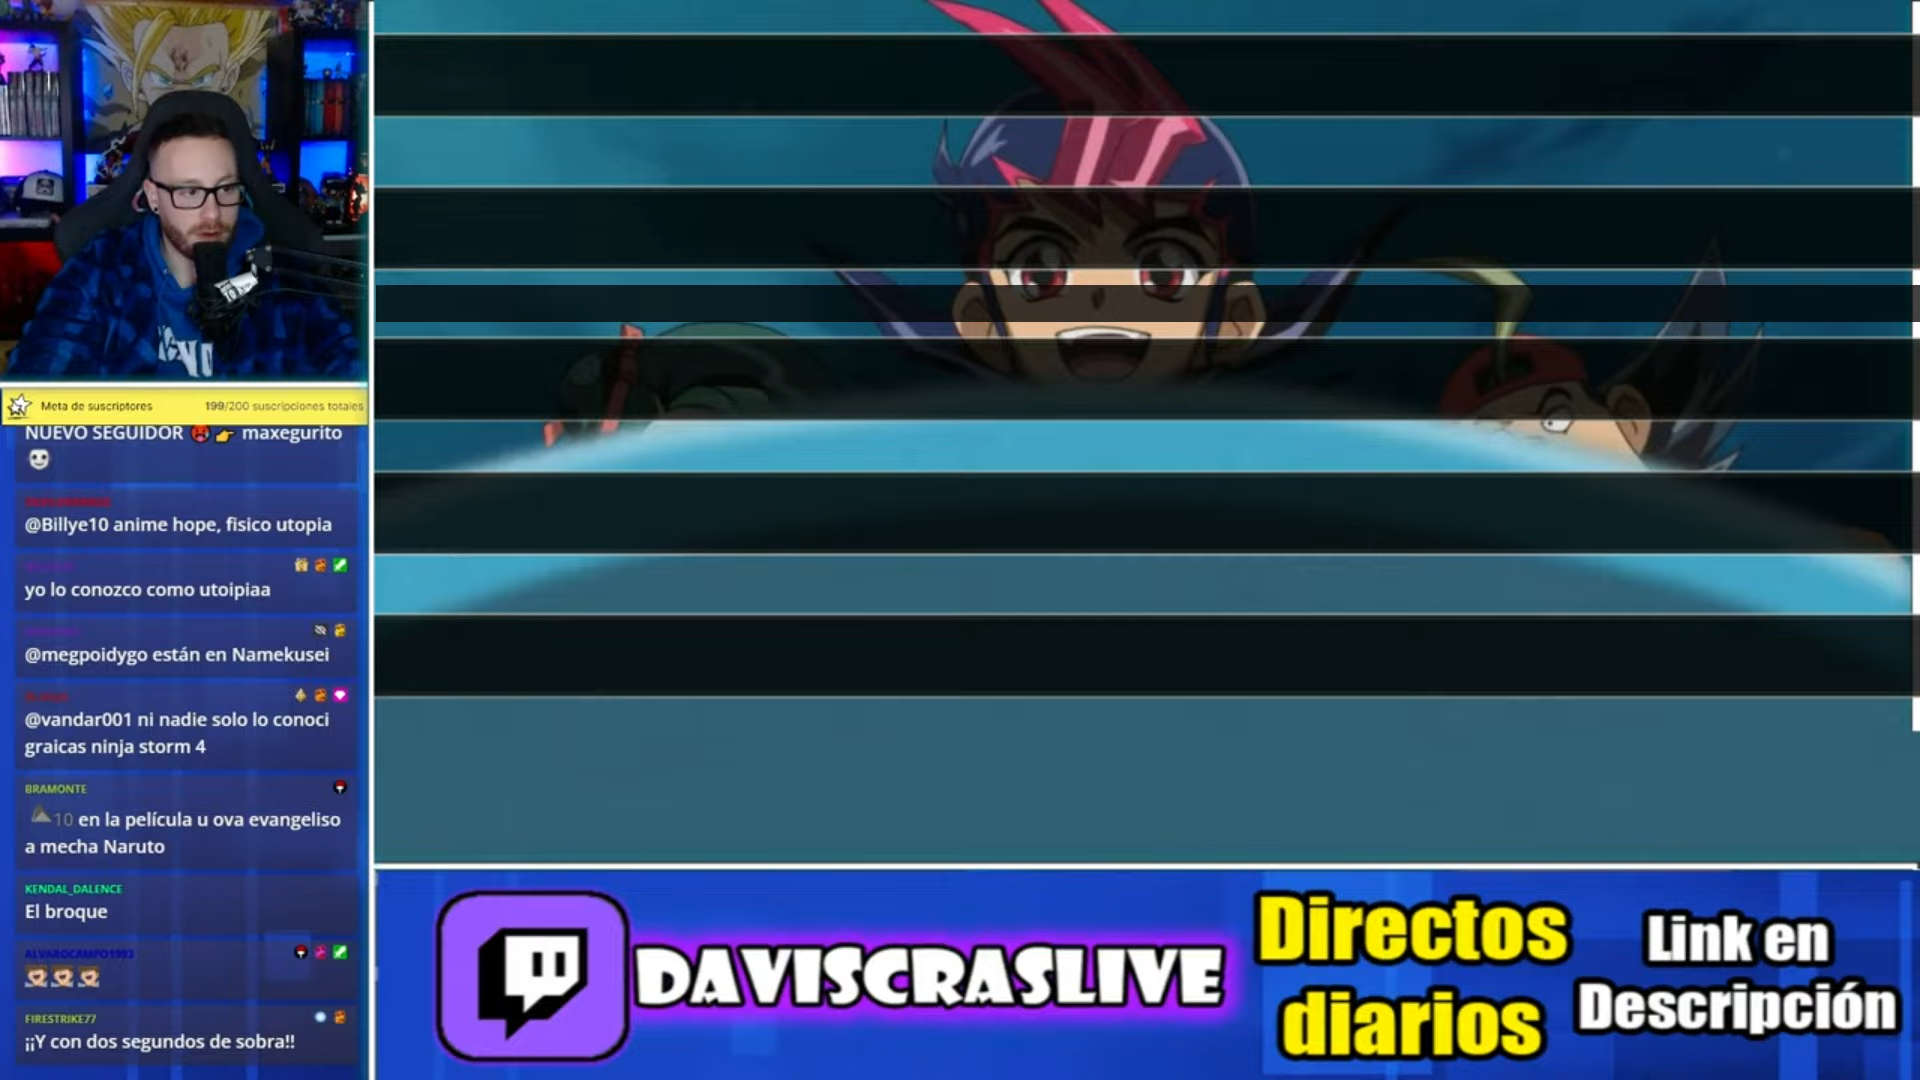 Meta de suscriptores 199/200 suscripciones totales
NUEVO SEGUIDOR 😡 👉 maxegurito
@Billye10 anime hope, fisico utopia
yo lo conozco como utoipiaa
@megpoidygo están en Namekusei
@vandar001 ni nadie solo lo conoci
graicas ninja storm 4
BRAMONTE
10 en la película u ova evangeliso
a mecha Naruto
KENDAL_DALENCE
El broque
ALVAROCAMPO1993
FIRESTRIKE77
¡¡Y con dos segundos de sobra!!
DAVISCRASLIVE
Directos
diarios
Link en
Descripción